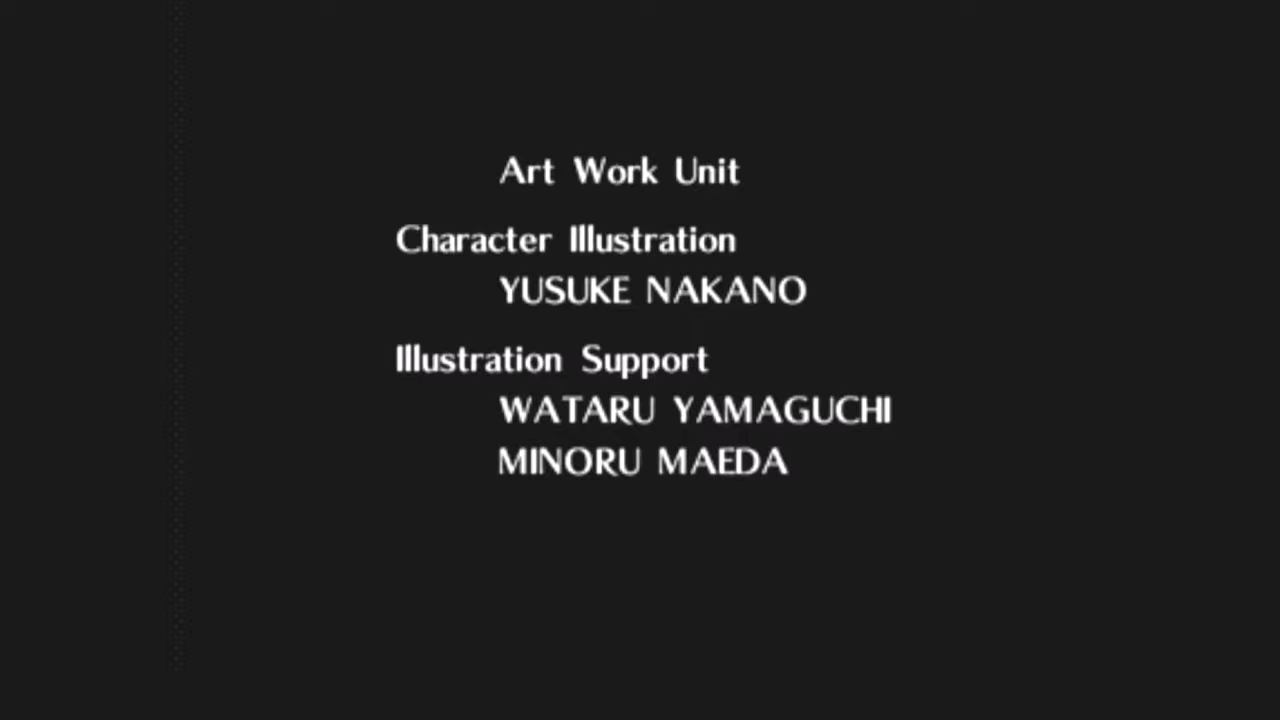 Art Work Unit
Character Illustration
YUSUKE NAKANO
Illustration Support
WATARU YAMAGUCHI
MINORU MAEDA